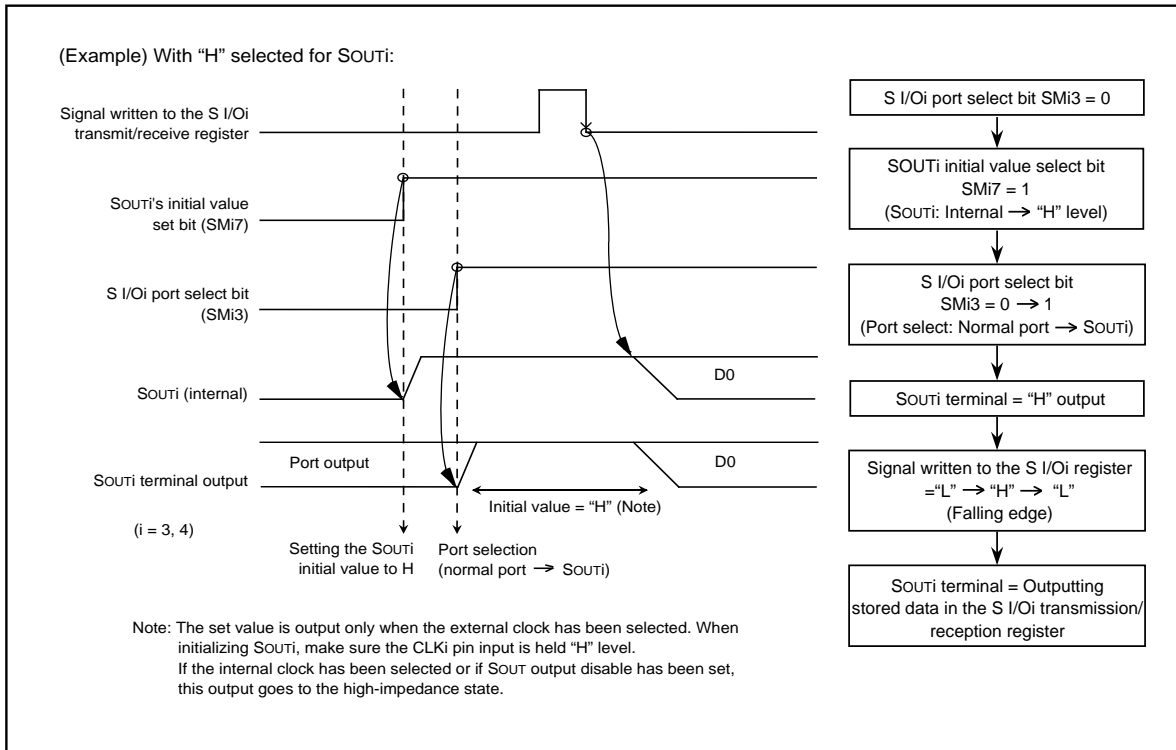 (Example) With “H” selected for SOUTi:
Signal written to the S I/Oi
transmit/receive register
SOUTi's initial value
set bit (SMi7)
S I/Oi port select bit
(SMi3)
SOUTi (internal)
D0
Port output
D0
SOUTi terminal output
Initial value = “H” (Note)
(i = 3, 4)
Setting the SOUTi
initial value to H
Port selection
(normal port → SOUTi)
Note: The set value is output only when the external clock has been selected. When
initializing SOUTi, make sure the CLKi pin input is held “H” level.
If the internal clock has been selected or if SOUT output disable has been set,
this output goes to the high-impedance state.
S I/Oi port select bit SMi3 = 0
SOUTi initial value select bit
SMi7 = 1
(SOUTi: Internal → “H” level)
S I/Oi port select bit
SMi3 = 0 → 1
(Port select: Normal port → SOUTi)
SOUTi terminal = “H” output
Signal written to the S I/Oi register
=“L” → “H” → “L”
(Falling edge)
SOUTi terminal = Outputting
stored data in the S I/Oi transmission/
reception register